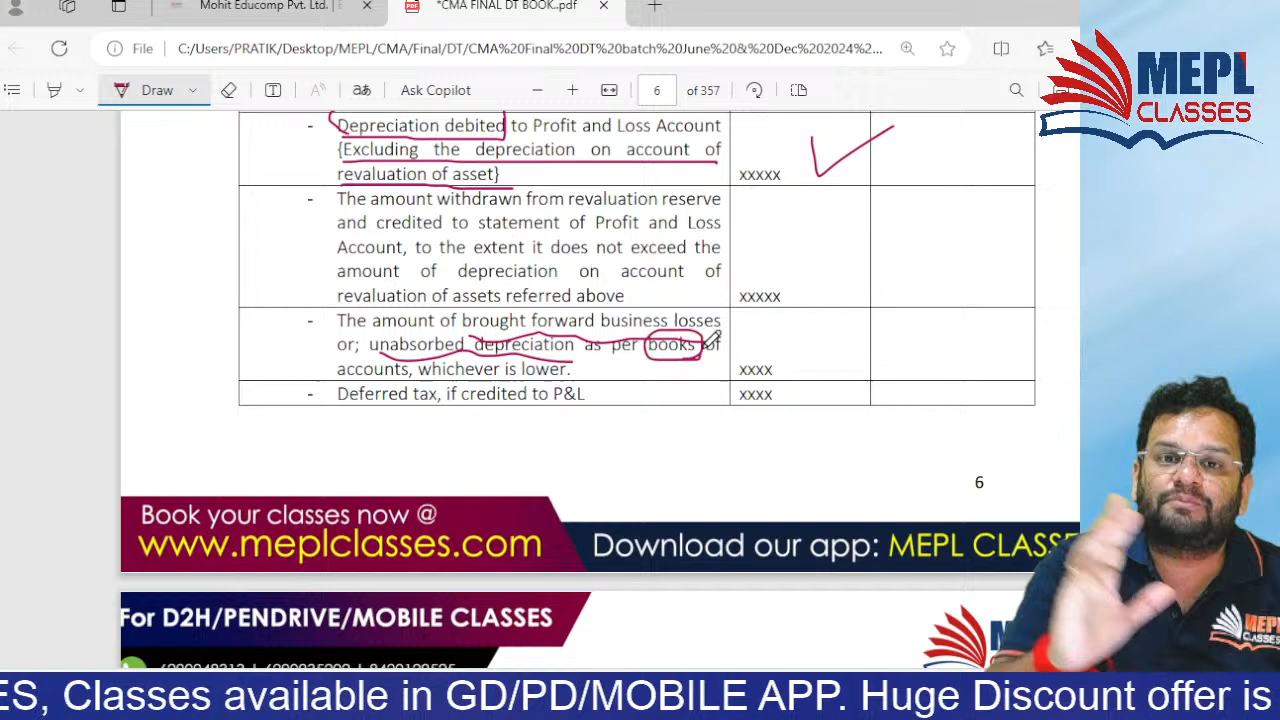 Mohit Educomp Pvt. Ltd. | E
*CMA FINAL DT BOOK..pdf
File
C:/Users/PRATIK/Desktop/MEPL/CMA/Final/DT/CMA%20Final%20DT%20batch%20June%20&%20Dec%202024%2...
Draw
Ask Copilot
6 of 357
MEPL
CLASSES
- Depreciation debited to Profit and Loss Account
{Excluding the depreciation on account of
revaluation of asset} xxxxx
- The amount withdrawn from revaluation reserve
and credited to statement of Profit and Loss
Account, to the extent it does not exceed the
amount of depreciation on account of
revaluation of assets referred above xxxxx
- The amount of brought forward business losses
or; unabsorbed depreciation as per books of
accounts, whichever is lower. xxxx
- Deferred tax, if credited to P&L xxxx
6
Book your classes now @
www.meplclasses.com
Download our app: MEPL CLASSE
For D2H/PENDRIVE/MOBILE CLASSES
MEPL
CLASSES
ES, Classes available in GD/PD/MOBILE APP. Huge Discount offer is